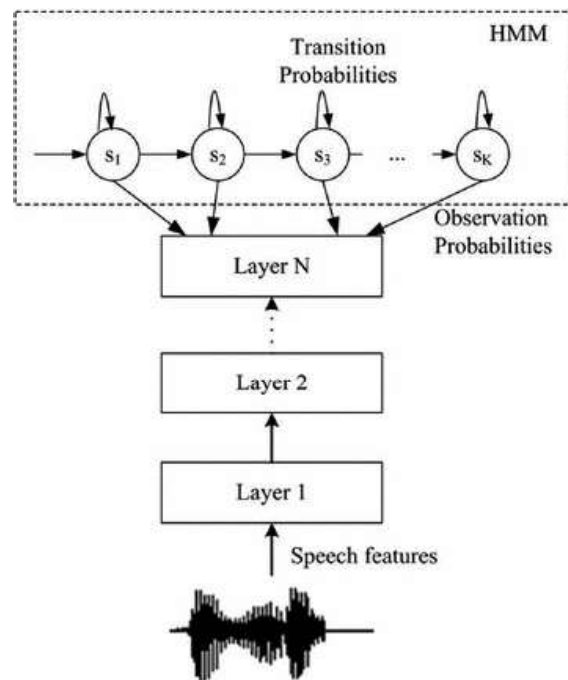 HMM
Transition
Probabilities
s1 s2 s3 ... sK
Observation
Probabilities
Layer N
Layer 2
Layer 1
Speech features